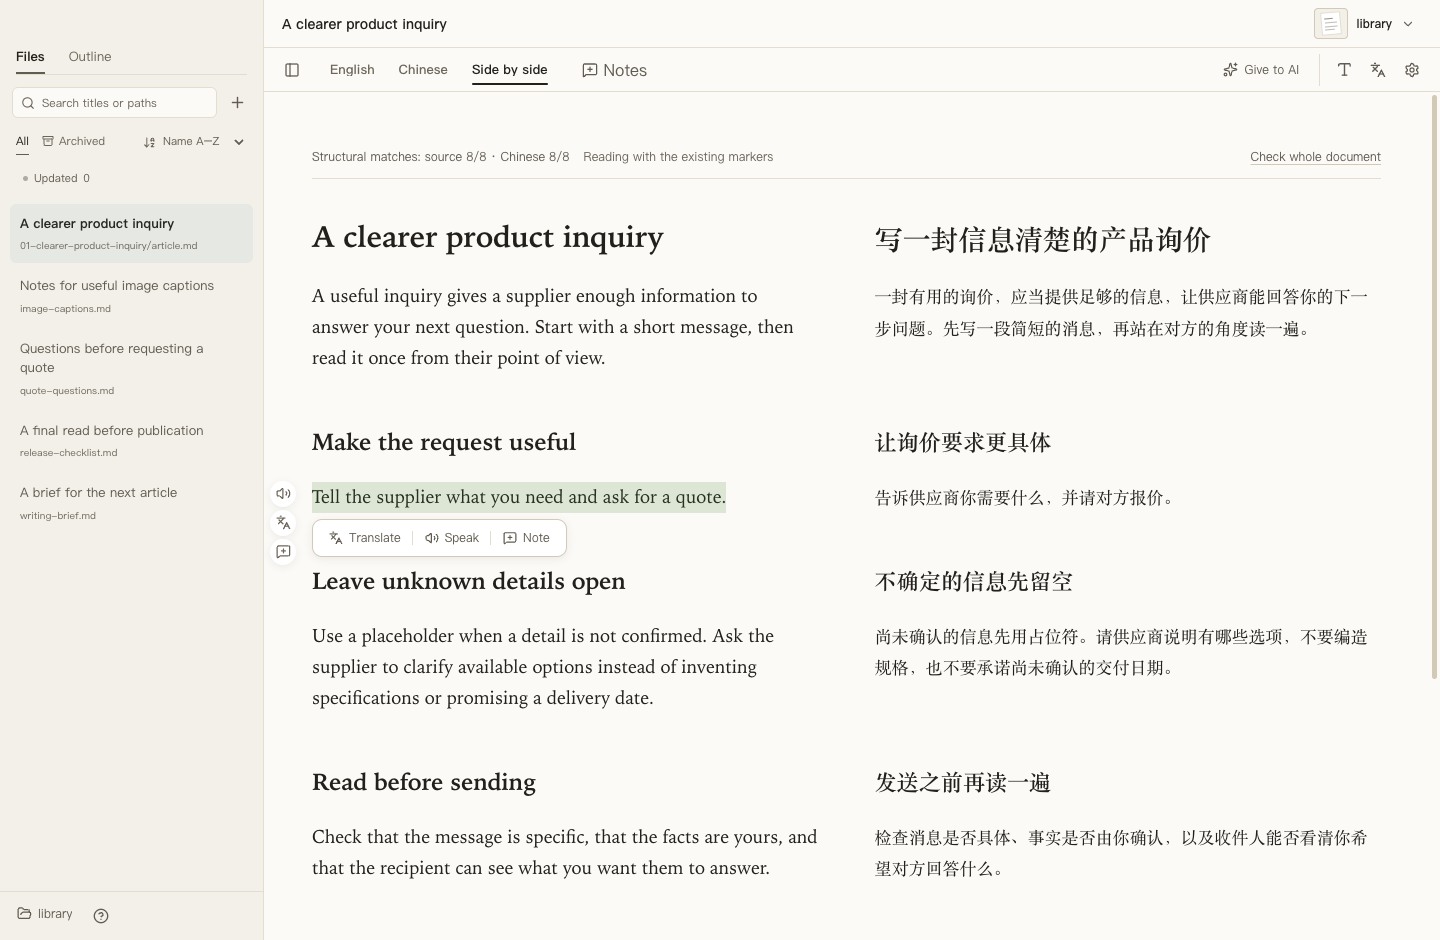 A clearer product inquiry
library
Files
Outline
English
Chinese
Side by side
Notes
Give to AI
Search titles or paths
All
Archived
Name A–Z
Updated 0
A clearer product inquiry
01-clearer-product-inquiry/article.md
Notes for useful image captions
image-captions.md
Questions before requesting a
quote
quote-questions.md
A final read before publication
release-checklist.md
A brief for the next article
writing-brief.md
library
Structural matches: source 8/8 · Chinese 8/8
Reading with the existing markers
Check whole document
A clearer product inquiry
写一封信息清楚的产品询价
A useful inquiry gives a supplier enough information to
answer your next question. Start with a short message, then
read it once from their point of view.
一封有用的询价，应当提供足够的信息，让供应商能回答你的下一
步问题。先写一段简短的消息，再站在对方的角度读一遍。
Make the request useful
让询价要求更具体
Tell the supplier what you need and ask for a quote.
告诉供应商你需要什么，并请对方报价。
Translate
Speak
Note
Leave unknown details open
不确定的信息先留空
Use a placeholder when a detail is not confirmed. Ask the
supplier to clarify available options instead of inventing
specifications or promising a delivery date.
尚未确认的信息先用占位符。请供应商说明有哪些选项，不要编造
规格，也不要承诺尚未确认的交付日期。
Read before sending
发送之前再读一遍
Check that the message is specific, that the facts are yours, and
that the recipient can see what you want them to answer.
检查消息是否具体、事实是否由你确认，以及收件人能否看清你希
望对方回答什么。